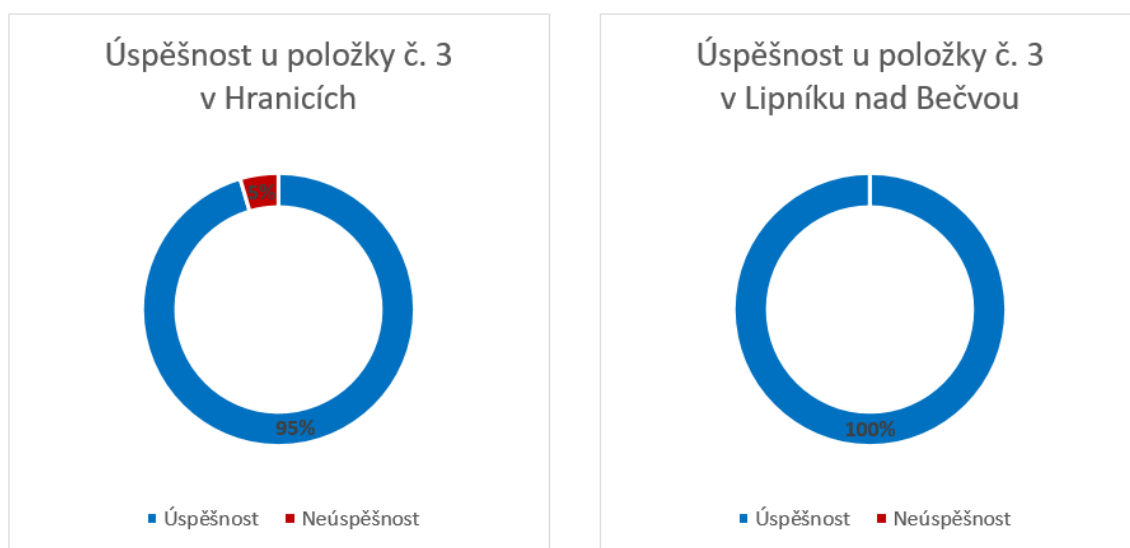 Úspěšnost u položky č. 3
v Hranicích
5%
95%
Úspěšnost
Neúspěšnost
Úspěšnost u položky č. 3
v Lipníku nad Bečvou
100%
Úspěšnost
Neúspěšnost